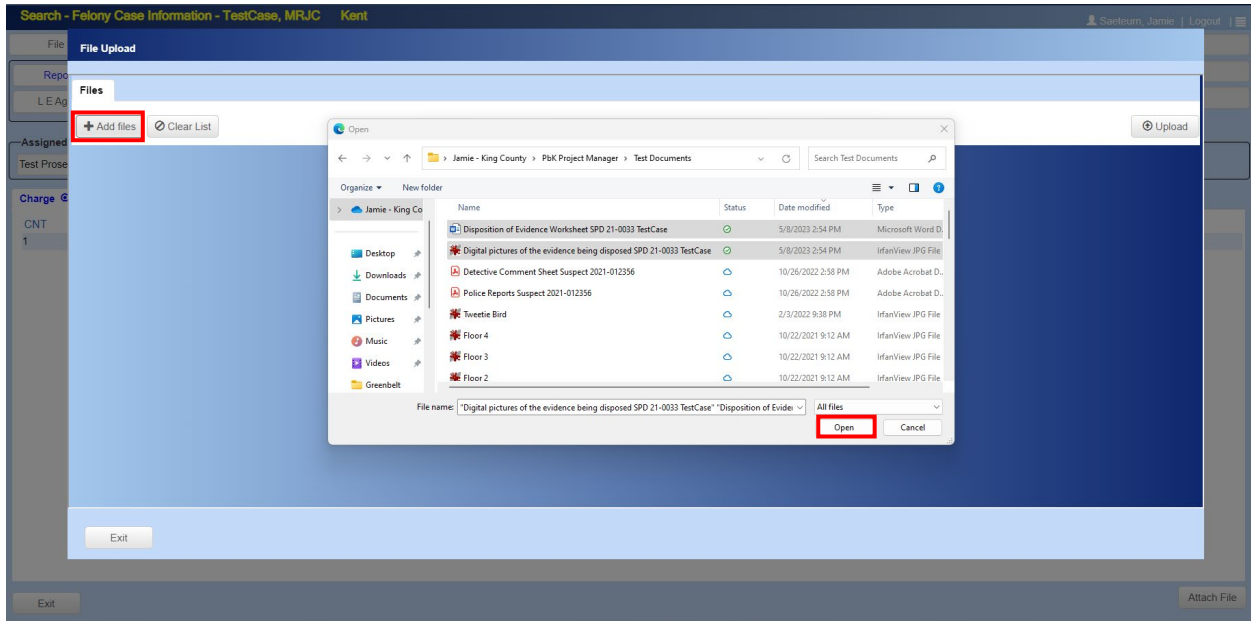 Search - Felony Case Information - TestCase, MRJC Kent
Saeteurn, Jamie | Logout |
File
File Upload
Repo
Files
L E Ag
Add files
Clear List
Upload
Open
Assigned
Test Prose
Jamie - King County > PbK Project Manager > Test Documents
Search Test Documents
Organize
New folder
Charge
CNT
1
Jamie - King Co
Desktop
Downloads
Documents
Pictures
Music
Videos
Greenbelt
Name Status Date modified Type
Disposition of Evidence Worksheet SPD 21-0033 TestCase 5/8/2023 2:54 PM Microsoft Word D.
Digital pictures of the evidence being disposed SPD 21-0033 TestCase 5/8/2023 2:54 PM IrfanView JPG File
Detective Comment Sheet Suspect 2021-012356 10/26/2022 2:58 PM Adobe Acrobat D..
Police Reports Suspect 2021-012356 10/26/2022 2:58 PM Adobe Acrobat D..
Tweetie Bird 2/3/2022 9:38 PM IrfanView JPG File
Floor 4 10/22/2021 9:12 AM IrfanView JPG File
Floor 3 10/22/2021 9:12 AM IrfanView JPG File
Floor 2 10/22/2021 9:12 AM IrfanView JPG File
File name: "Digital pictures of the evidence being disposed SPD 21-0033 TestCase" "Disposition of Evider
All files
Open
Cancel
Exit
Exit
Attach File